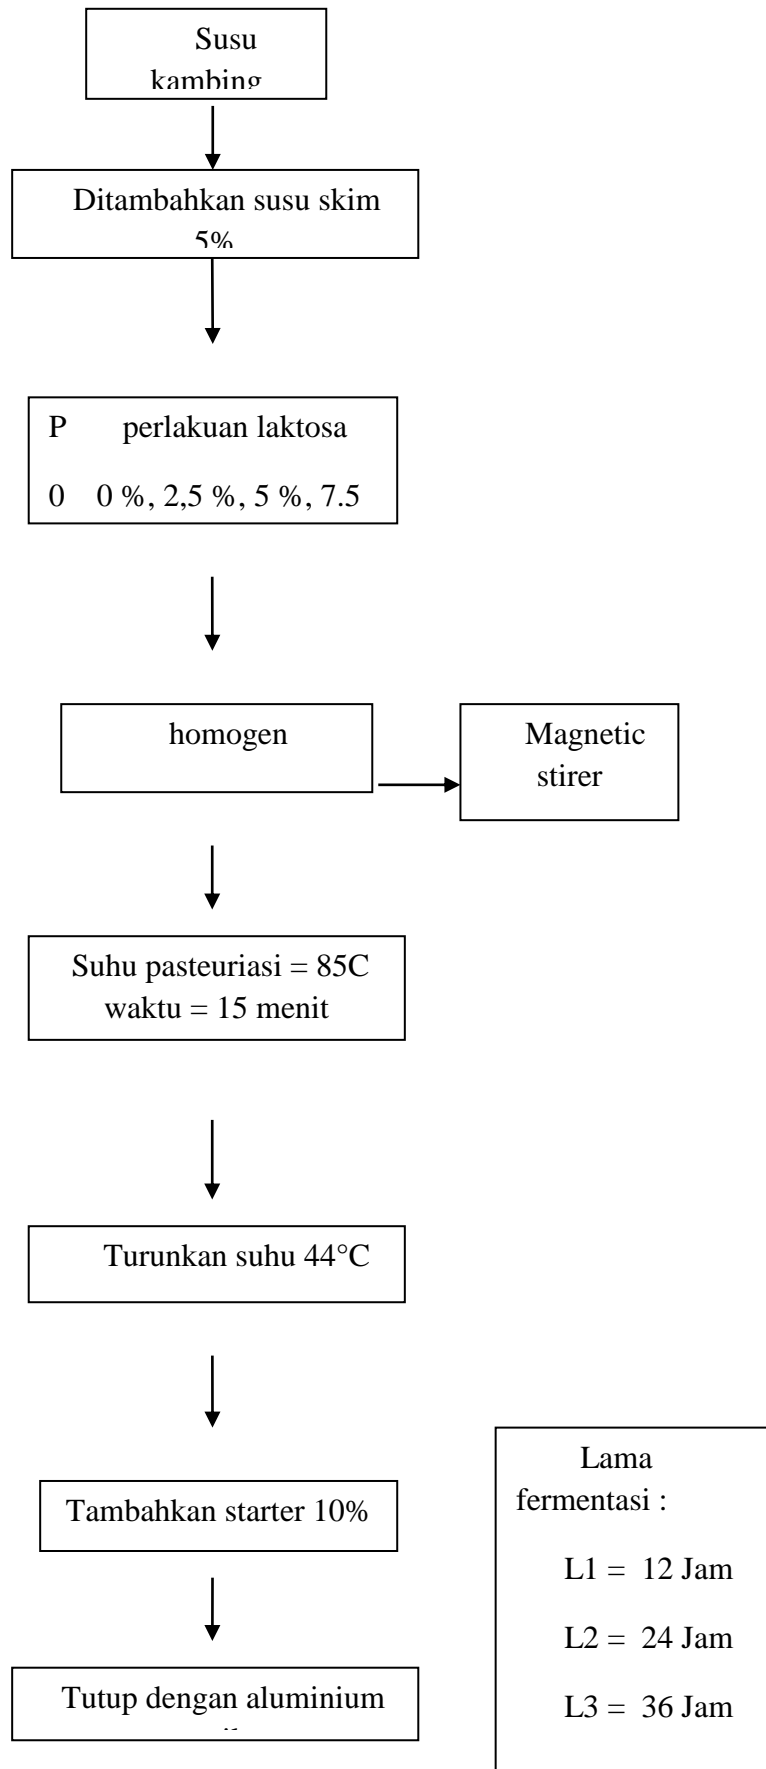 Susu
kambing
Ditambahkan susu skim
5%
P perlakuan laktosa
0 0 %, 2,5 %, 5 %, 7.5
homogen
Magnetic
stirer
Suhu pasteuriasi = 85C
waktu = 15 menit
Turunkan suhu 44°C
Tambahkan starter 10%
Tutup dengan aluminium
Lama
fermentasi :
L1 = 12 Jam
L2 = 24 Jam
L3 = 36 Jam